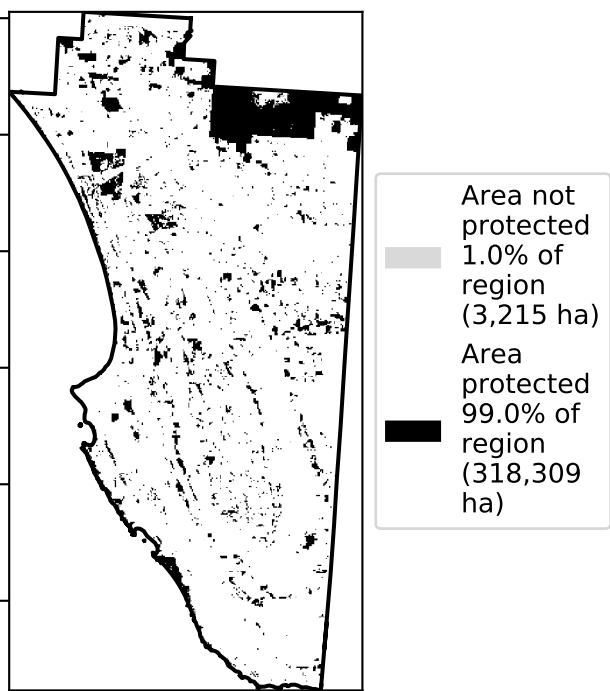 Area not
protected
1.0% of
region
(3,215 ha)
Area
protected
99.0% of
region
(318,309
ha)